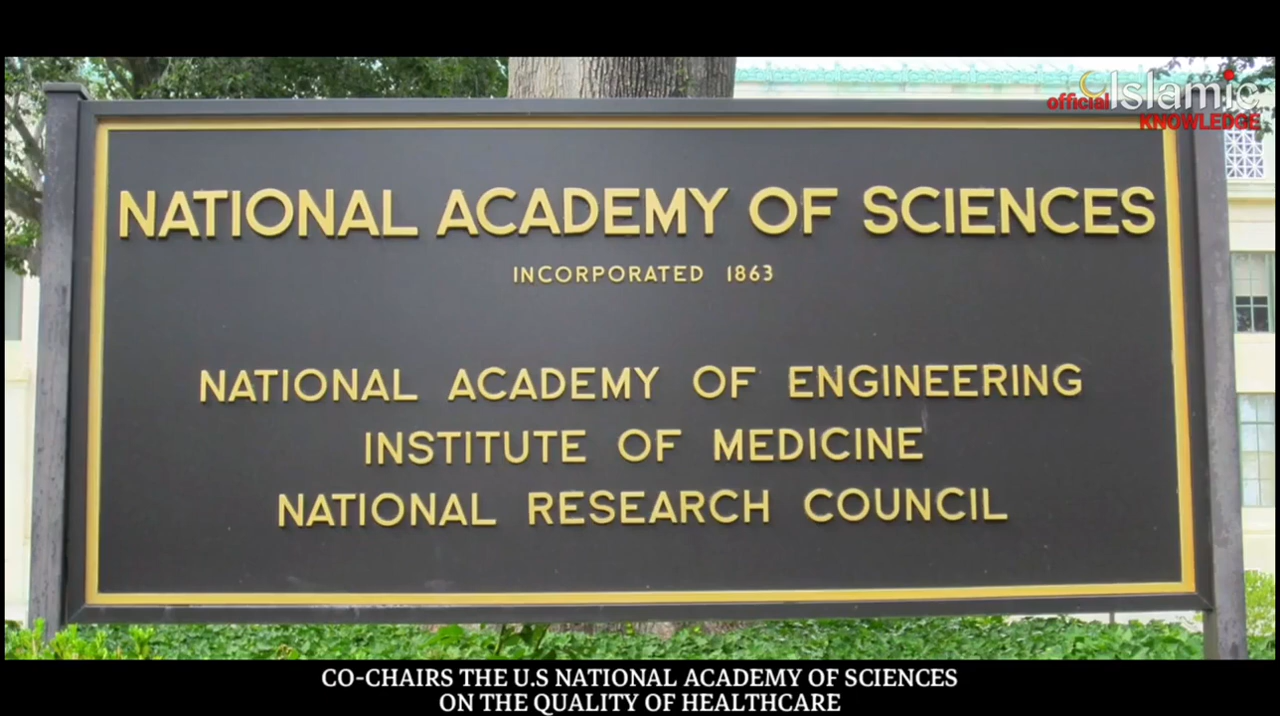 official Islamic
KNOWLEDGE
NATIONAL ACADEMY OF SCIENCES
INCORPORATED 1863
NATIONAL ACADEMY OF ENGINEERING
INSTITUTE OF MEDICINE
NATIONAL RESEARCH COUNCIL
CO-CHAIRS THE U.S NATIONAL ACADEMY OF SCIENCES
ON THE QUALITY OF HEALTHCARE